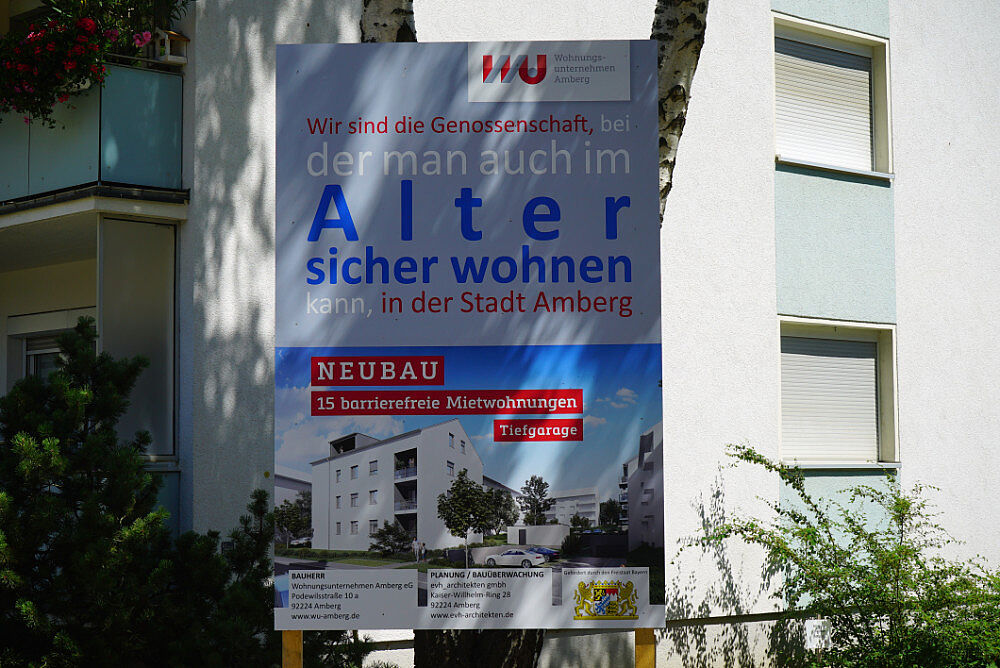 WU
Wohnungs-
unternehmen
Amberg
Wir sind die Genossenschaft, bei
der man auch im
Alter
sicher wohnen
kann, in der Stadt Amberg
NEUBAU
15 barrierefreie Mietwohnungen
Tiefgarage
BAUHERR
Wohnungsunternehmen Amberg eG
Podewilsstraße 10 a
92224 Amberg
www.wu-amberg.de
PLANUNG / BAUÜBERWACHUNG
evh_architekten gmbh
Kaiser-Willhelm-Ring 28
92224 Amberg
www.evh-architekten.de
Gefördert durch den Freistaat Bayern